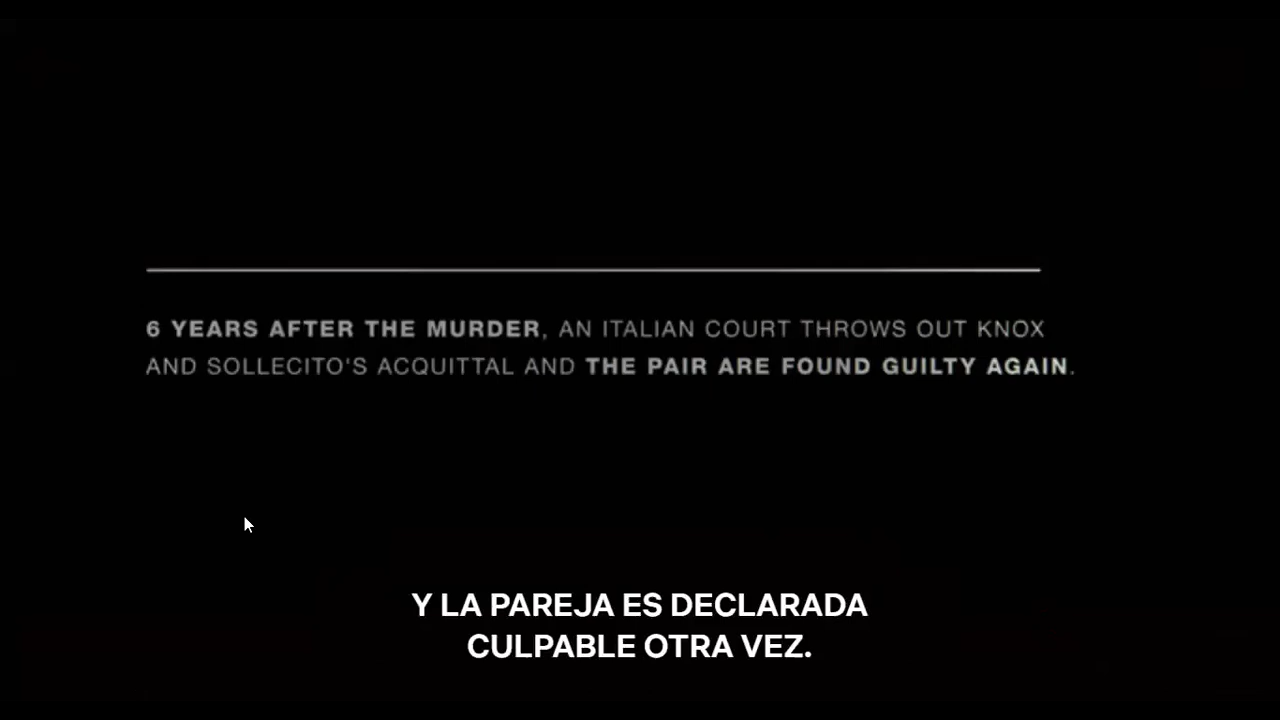 6 YEARS AFTER THE MURDER, AN ITALIAN COURT THROWS OUT KNOX
AND SOLLECITO'S ACQUITTAL AND THE PAIR ARE FOUND GUILTY AGAIN.
Y LA PAREJA ES DECLARADA
CULPABLE OTRA VEZ.